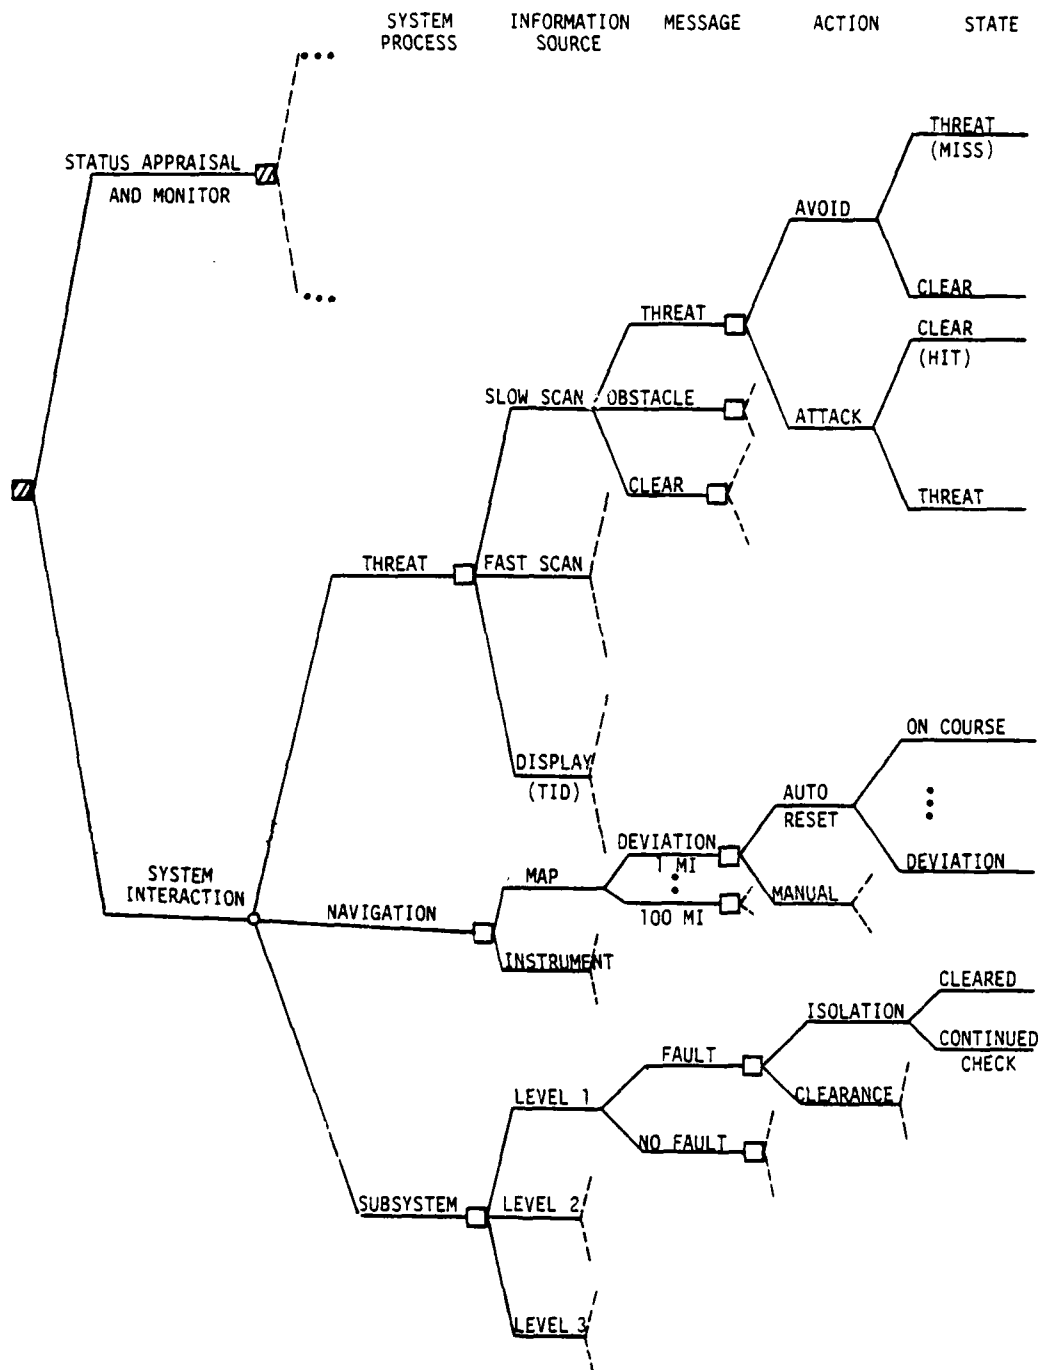 SYSTEM PROCESS
INFORMATION SOURCE
MESSAGE
ACTION
STATE
STATUS APPRAISAL
AND MONITOR
THREAT
(MISS)
AVOID
CLEAR
THREAT
CLEAR
(HIT)
SLOW SCAN
OBSTACLE
ATTACK
CLEAR
THREAT
THREAT
FAST SCAN
DISPLAY
(TID)
ON COURSE
AUTO
RESET
DEVIATION
1 MI
DEVIATION
MAP
SYSTEM
INTERACTION
MANUAL
NAVIGATION
100 MI
INSTRUMENT
CLEARED
ISOLATION
CONTINUED
CHECK
FAULT
CLEARANCE
LEVEL 1
NO FAULT
SUBSYSTEM
LEVEL 2
LEVEL 3